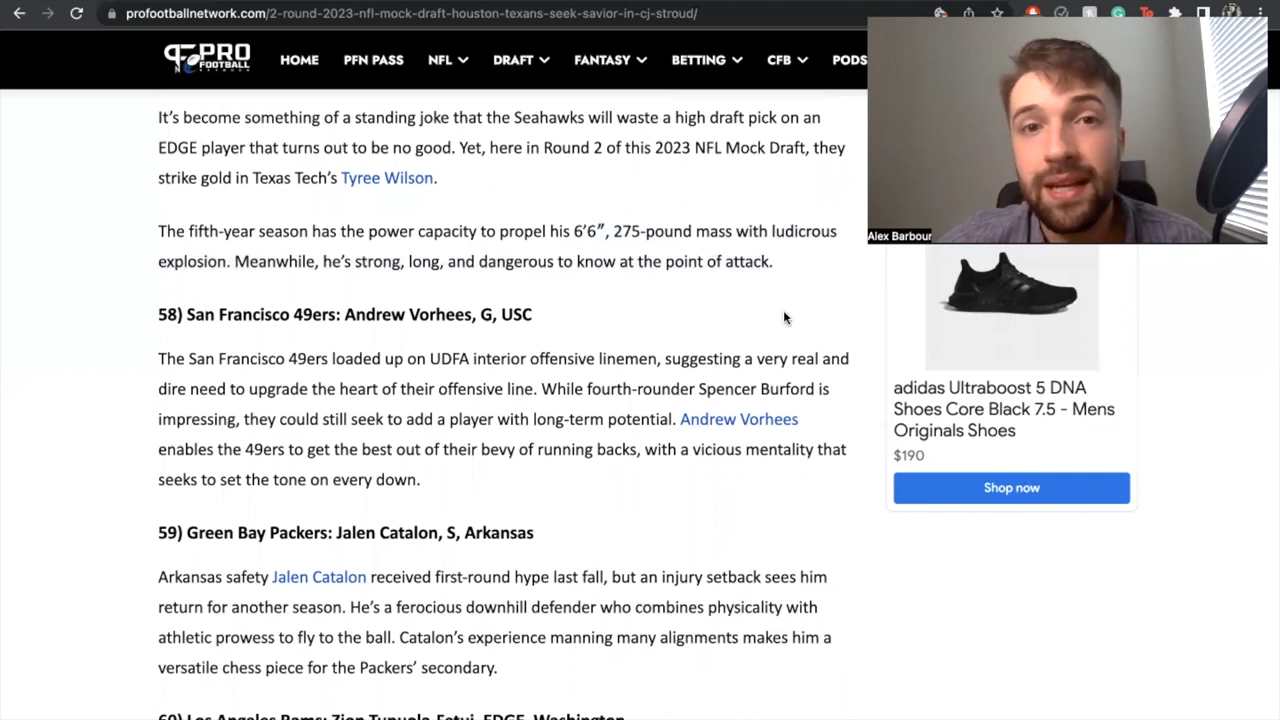 profootballnetwork.com/2-round-2023-nfl-mock-draft-houston-texans-seek-savior-in-cj-stroud/
PRO
FOOTBALL
NETWORK
HOME PFN PASS NFL DRAFT FANTASY BETTING CFB PODS
It’s become something of a standing joke that the Seahawks will waste a high draft pick on an
EDGE player that turns out to be no good. Yet, here in Round 2 of this 2023 NFL Mock Draft, they
strike gold in Texas Tech’s Tyree Wilson.
The fifth-year season has the power capacity to propel his 6’6”, 275-pound mass with ludicrous
explosion. Meanwhile, he’s strong, long, and dangerous to know at the point of attack.
58) San Francisco 49ers: Andrew Vorhees, G, USC
The San Francisco 49ers loaded up on UDFA interior offensive linemen, suggesting a very real and
dire need to upgrade the heart of their offensive line. While fourth-rounder Spencer Burford is
impressing, they could still seek to add a player with long-term potential. Andrew Vorhees
enables the 49ers to get the best out of their bevy of running backs, with a vicious mentality that
seeks to set the tone on every down.
59) Green Bay Packers: Jalen Catalon, S, Arkansas
Arkansas safety Jalen Catalon received first-round hype last fall, but an injury setback sees him
return for another season. He’s a ferocious downhill defender who combines physicality with
athletic prowess to fly to the ball. Catalon’s experience manning many alignments makes him a
versatile chess piece for the Packers’ secondary.
60) Los Angeles Rams: Zion Tupuola-Fetui, EDGE, Washington
Alex Barbour
adidas Ultraboost 5 DNA
Shoes Core Black 7.5 - Mens
Originals Shoes
$190
Shop now